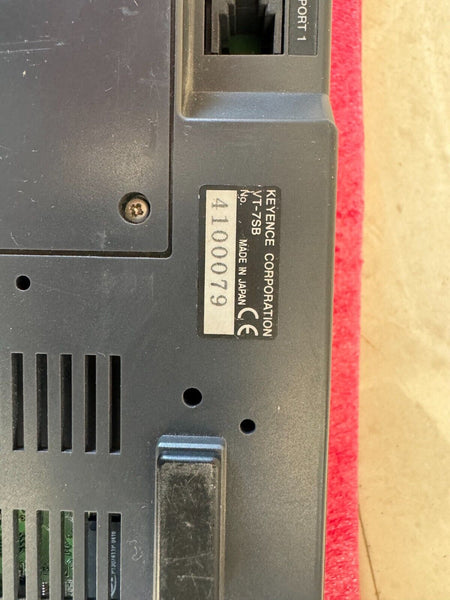 PORT 1
KEYENCE CORPORATION
VT-7SB
No. MADE IN JAPAN CE
4100079